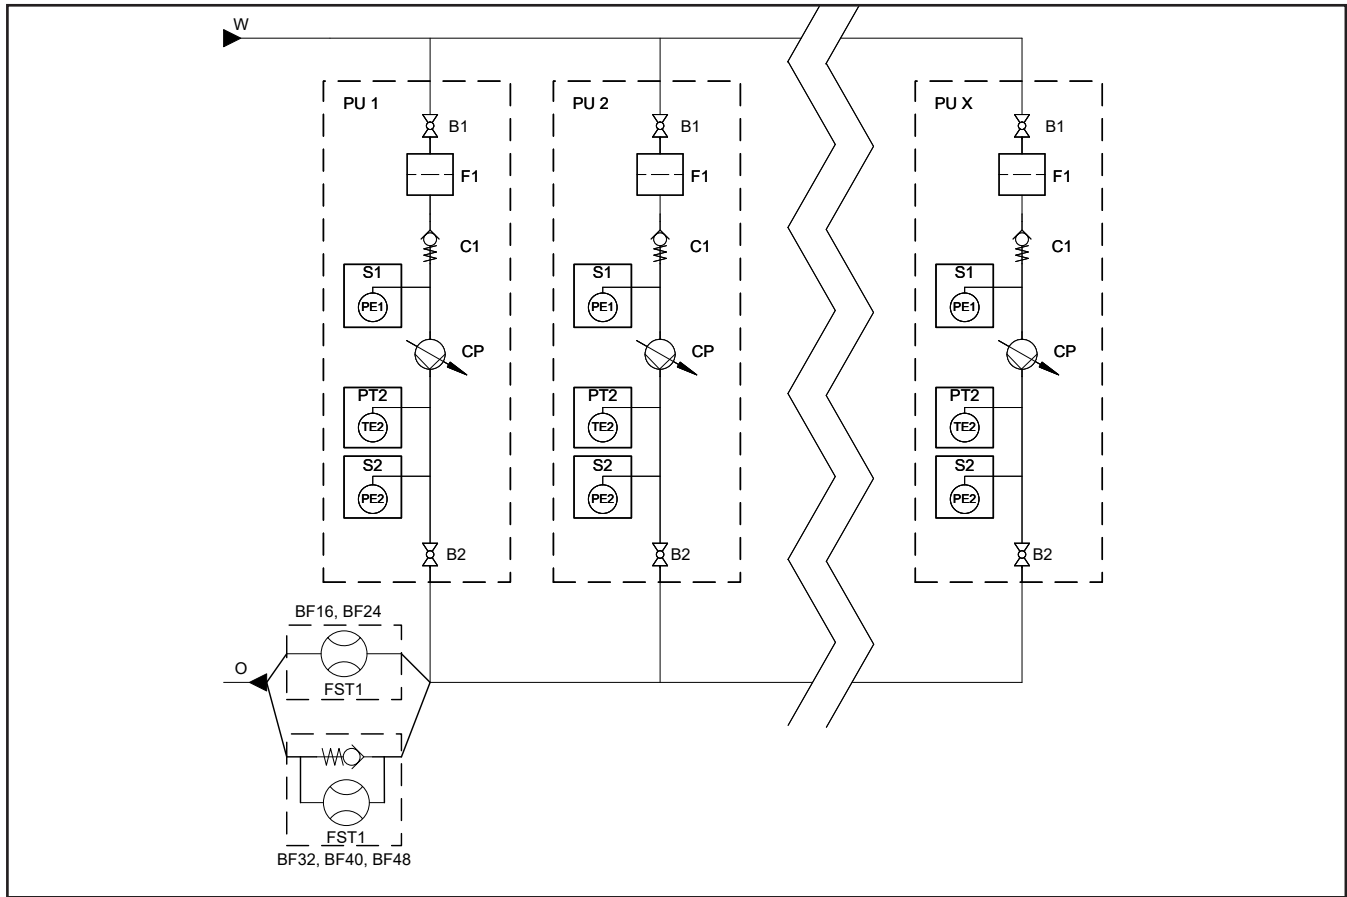 W
PU 1
PU 2
PU X
B1
B1
B1
F1
F1
F1
C1
C1
C1
S1
S1
S1
PE1
PE1
PE1
CP
CP
CP
PT2
PT2
PT2
TE2
TE2
TE2
S2
S2
S2
PE2
PE2
PE2
B2
B2
B2
BF16, BF24
O
FST1
FST1
BF32, BF40, BF48